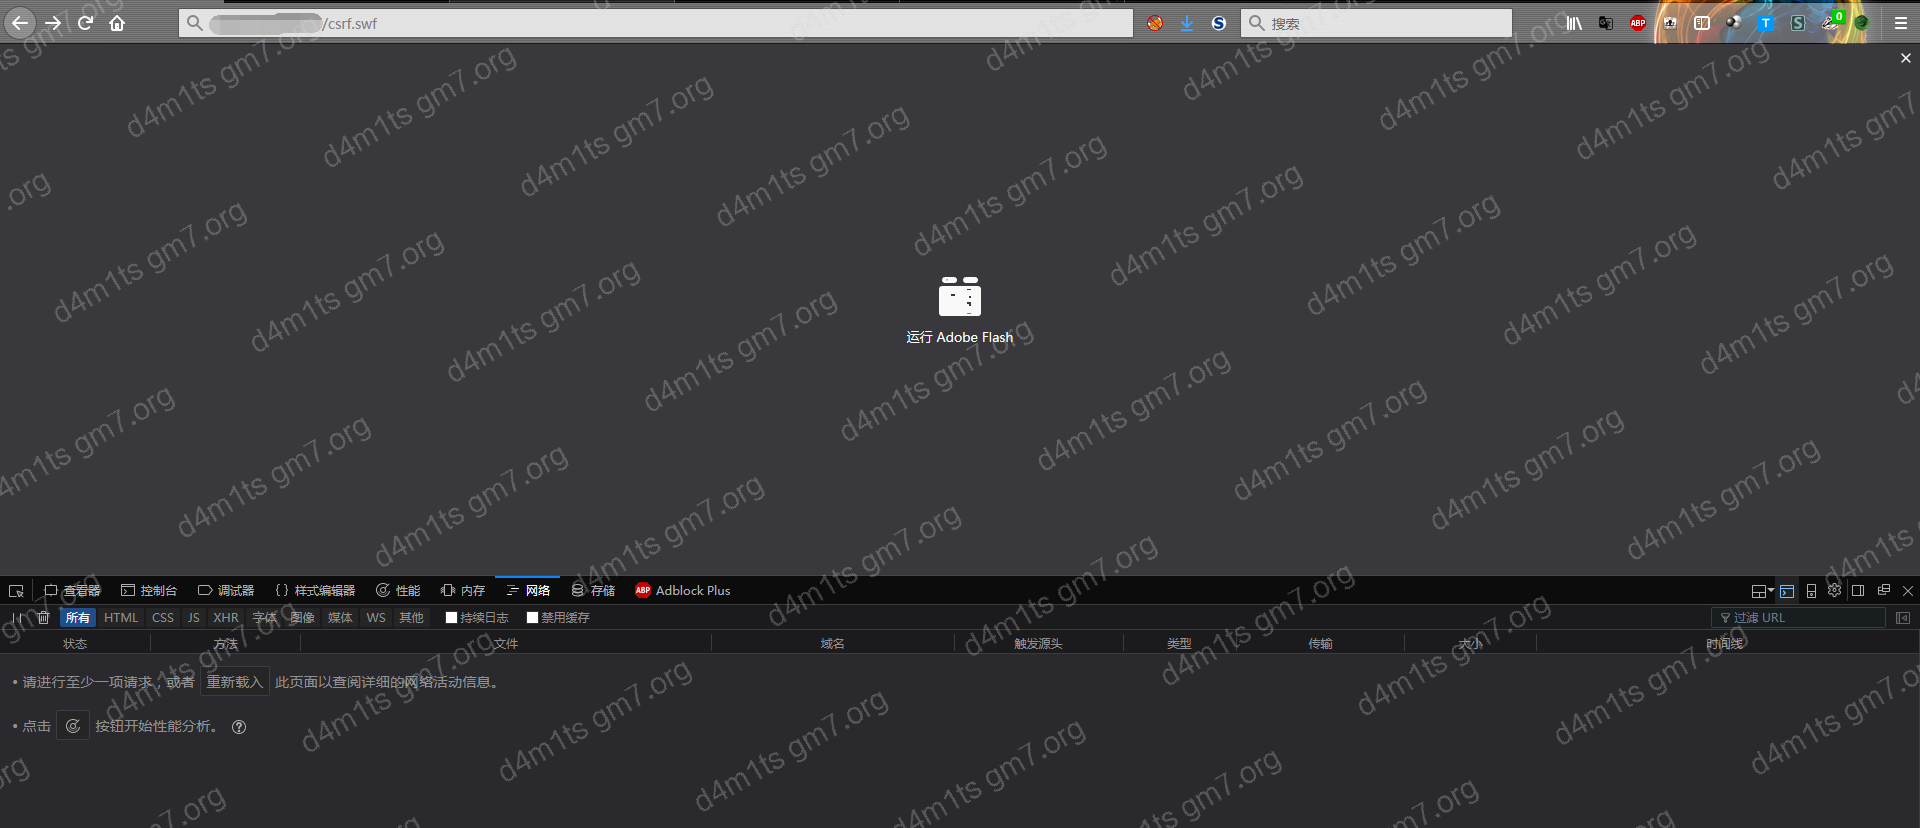 /csrf.swf
搜索
ABP
T
S
0
运行 Adobe Flash
查看器 控制台 调试器 {} 样式编辑器 性能 内存 网络 存储 ABP Adblock Plus
所有 HTML CSS JS XHR 字体 图像 媒体 WS 其他 持续日志 禁用缓存 过滤 URL
状态 方法 文件 域名 触发源头 类型 传输 大小 时间线
• 请进行至少一项请求，或者 重新载入 此页面以查阅详细的网络活动信息。
• 点击 按钮开始性能分析。 ?
d4m1ts gm7.org